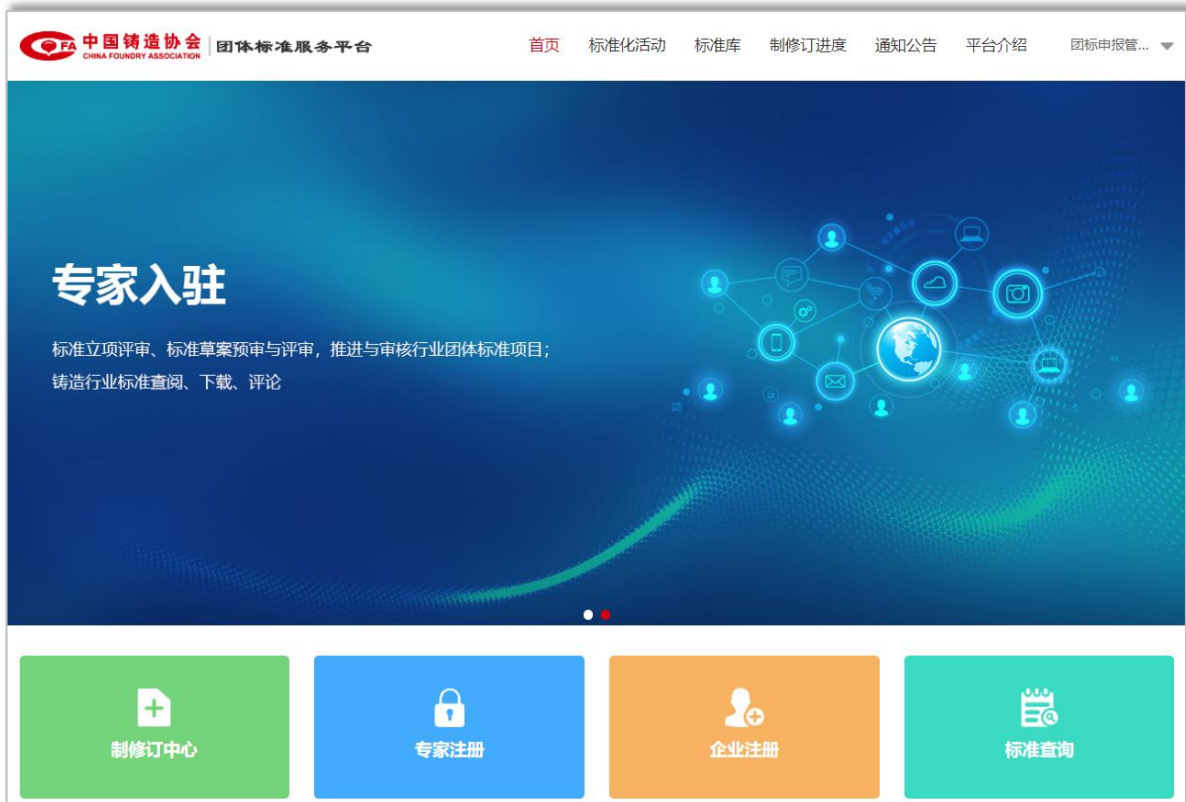 CFA 中国铸造协会 团体标准服务平台
CHINA FOUNDRY ASSOCIATION
首页 标准化活动 标准库 制修订进度 通知公告 平台介绍 团标申报管...
专家入驻
标准立项评审、标准草案预审与评审，推进与审核行业团体标准项目；
铸造行业标准查阅、下载、评论
制修订中心 专家注册 企业注册 标准查询